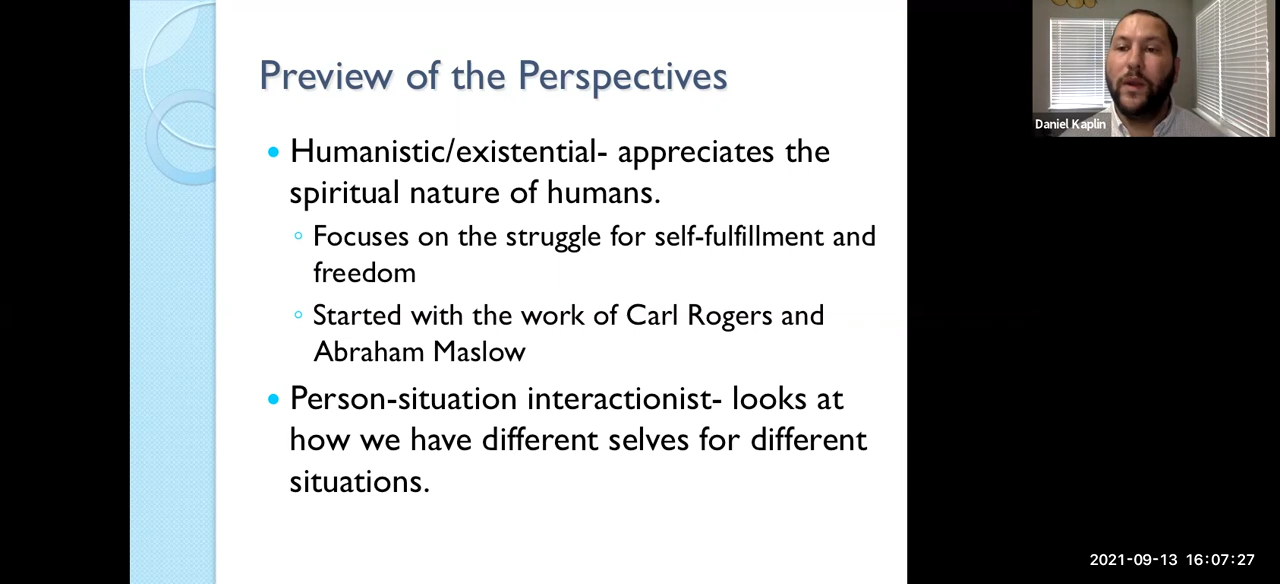 Preview of the Perspectives
Humanistic/existential- appreciates the
spiritual nature of humans.
Focuses on the struggle for self-fulfillment and
freedom
Started with the work of Carl Rogers and
Abraham Maslow
Person-situation interactionist- looks at
how we have different selves for different
situations.
Daniel Kaplin
2021-09-13 16:07:27